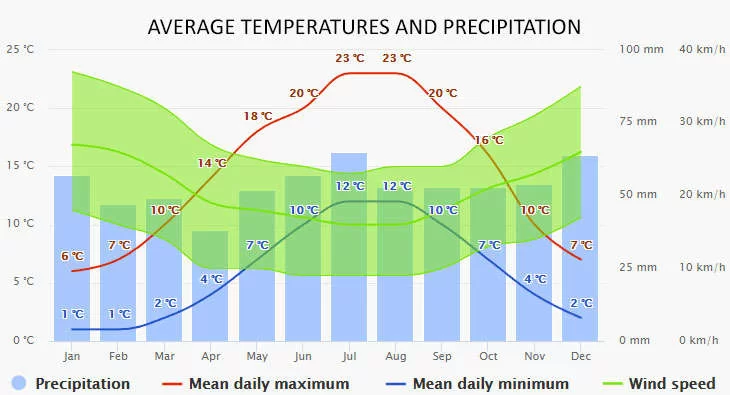 AVERAGE TEMPERATURES AND PRECIPITATION
25 °C 100 mm 40 km/h
23 °C 23 °C
20 °C 20 °C 20 °C
18 °C
75 mm 30 km/h
16 °C
15 °C 14 °C
12 °C 12 °C
50 mm 20 km/h
10 °C 10 °C 10 °C 10 °C
10 °C
6 °C 7 °C 7 °C 7 °C 7 °C
25 mm 10 km/h
5 °C 4 °C 4 °C
1 °C 1 °C 2 °C 2 °C
0 °C 0 mm 0 km/h
Jan Feb Mar Apr May Jun Jul Aug Sep Oct Nov Dec
Precipitation Mean daily maximum Mean daily minimum Wind speed